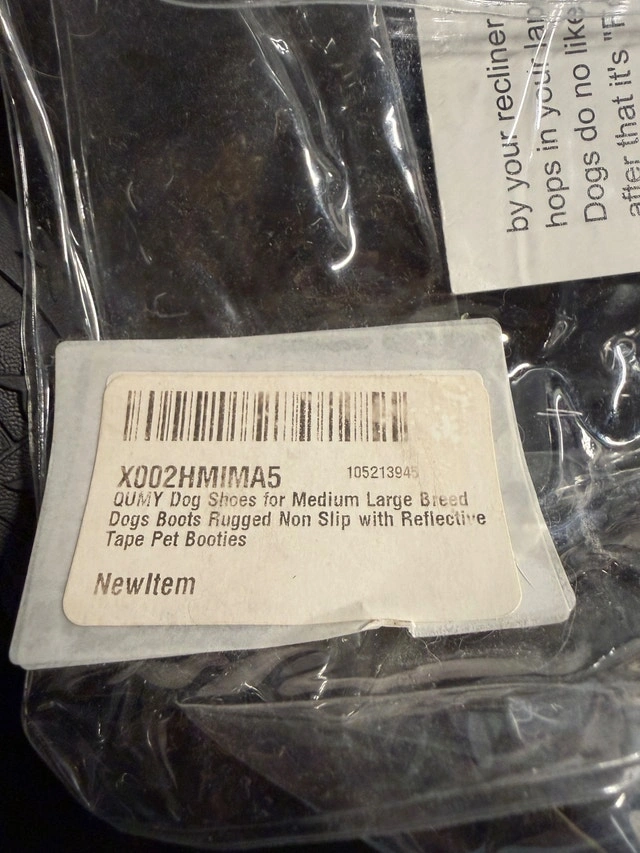 by your recliner
hops in your lap
Dogs do no like
after that it's "F
X002HMIMA5
105213945
QUMY Dog Shoes for Medium Large Breed
Dogs Boots Rugged Non Slip with Reflective
Tape Pet Booties
NewItem